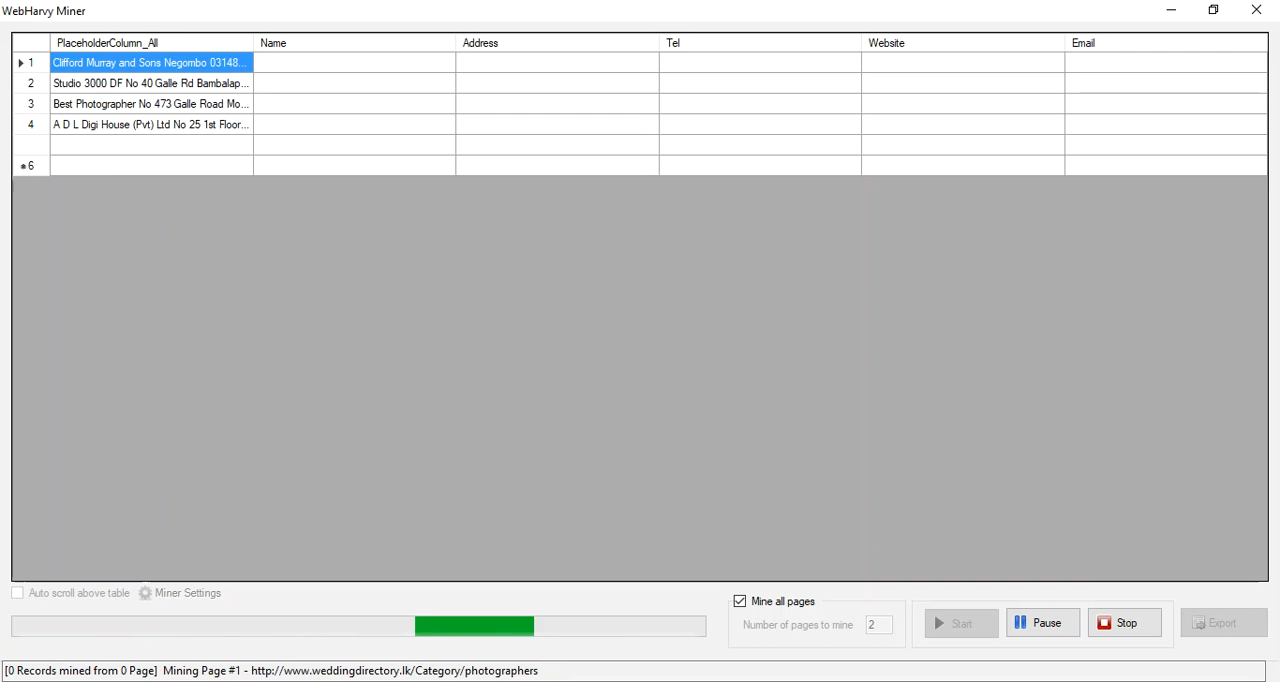 WebHarvy Miner
PlaceholderColumn_All Name Address Tel Website Email
1 Clifford Murray and Sons Negombo 03148...
2 Studio 3000 DF No 40 Galle Rd Bambalap...
3 Best Photographer No 473 Galle Road Mo...
4 A D L Digi House (Pvt) Ltd No 25 1st Floor...
*6
Auto scroll above table Miner Settings
Mine all pages
Number of pages to mine 2
Start Pause Stop Export
[0 Records mined from 0 Page] Mining Page #1 - http://www.weddingdirectory.lk/Category/photographers